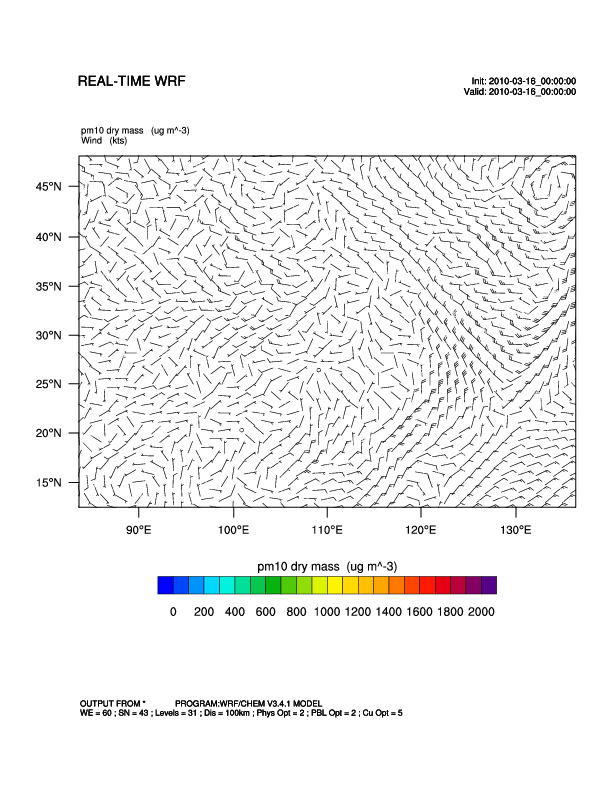 REAL-TIME WRF
Init: 2010-03-16_00:00:00
Valid: 2010-03-16_00:00:00
pm10 dry mass (ug m^-3)
Wind (kts)
45°N
40°N
35°N
30°N
25°N
20°N
15°N
90°E 100°E 110°E 120°E 130°E
pm10 dry mass (ug m^-3)
0 200 400 600 800 1000 1200 1400 1600 1800 2000
OUTPUT FROM * PROGRAM:WRF/CHEM V3.4.1 MODEL
WE = 60 ; SN = 43 ; Levels = 31 ; Dis = 100km ; Phys Opt = 2 ; PBL Opt = 2 ; Cu Opt = 5